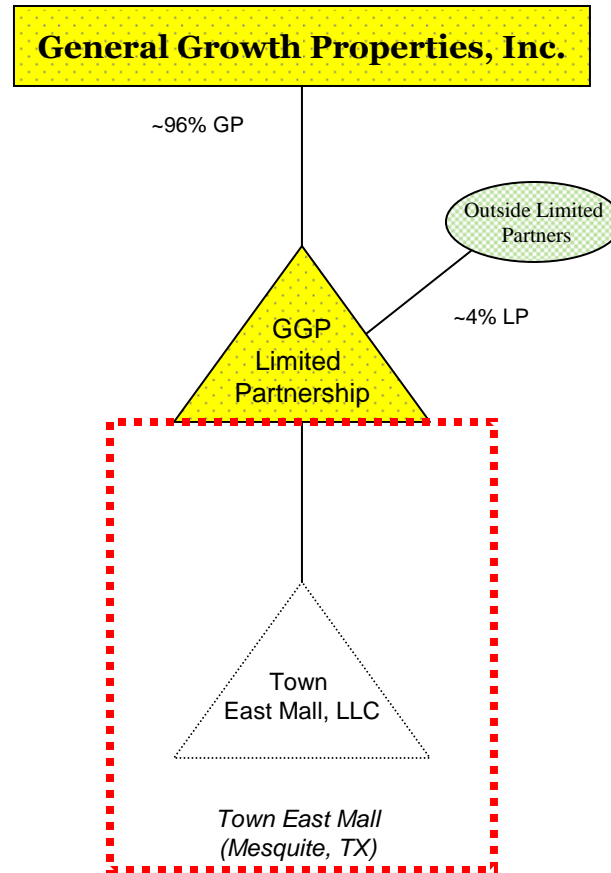 General Growth Properties, Inc.
~96% GP
Outside Limited
Partners
~4% LP
GGP
Limited
Partnership
Town
East Mall, LLC
Town East Mall
(Mesquite, TX)